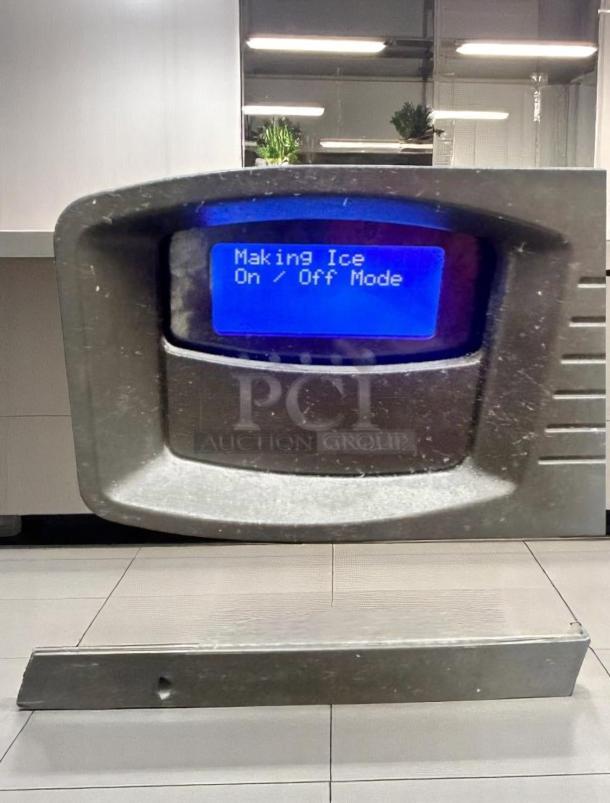 Making Ice
On / Off Mode
PCI
AUCTION GROUP